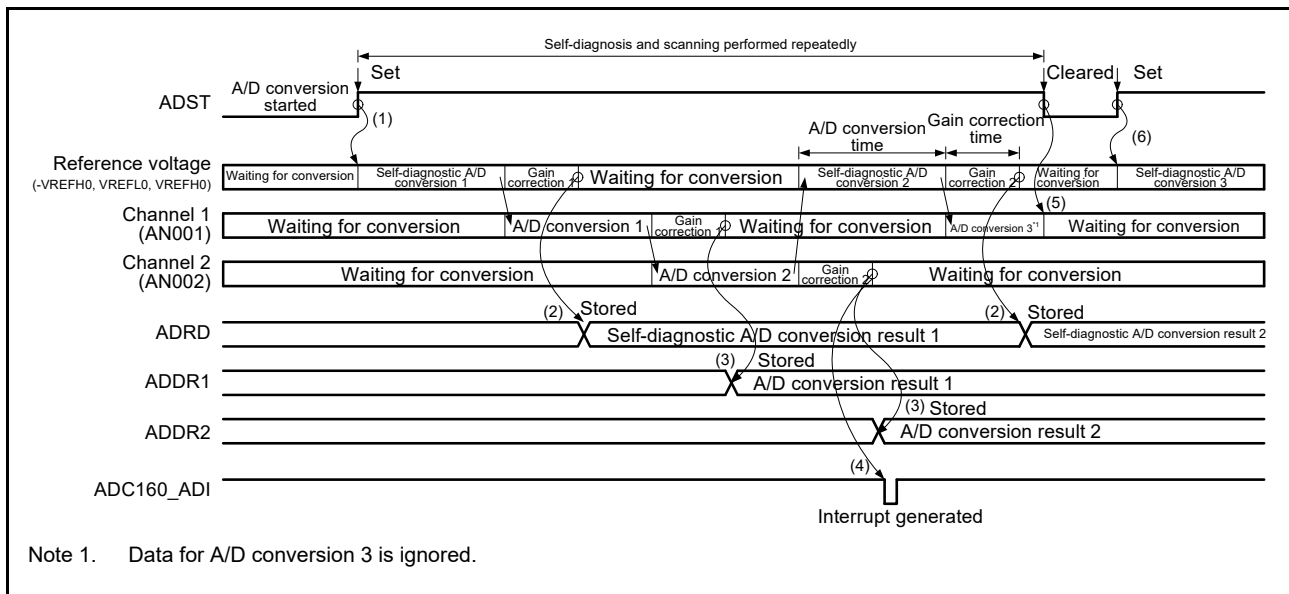 Self-diagnosis and scanning performed repeatedly
Set
Cleared
Set
A/D conversion
started
ADST
(1)
A/D conversion
time
Gain correction
time
(6)
Reference voltage
(-VREFH0, VREFL0, VREFH0)
Waiting for conversion
Self-diagnostic A/D
conversion 1
Gain
correction 1
Waiting for conversion
Self-diagnostic A/D
conversion 2
Gain
correction 2
Waiting for
conversion
Self-diagnostic A/D
conversion 3
(5)
Channel 1
(AN001)
Waiting for conversion
A/D conversion 1
Gain
correction 1
Waiting for conversion
A/D conversion 3*1
Waiting for conversion
Channel 2
(AN002)
Waiting for conversion
A/D conversion 2
Gain
correction 2
Waiting for conversion
(2)
Stored
(2)
Stored
ADRD
Self-diagnostic A/D conversion result 1
Self-diagnostic A/D conversion result 2
(3)
Stored
ADDR1
A/D conversion result 1
(3) Stored
ADDR2
A/D conversion result 2
(4)
ADC160_ADI
Interrupt generated
Note 1. Data for A/D conversion 3 is ignored.